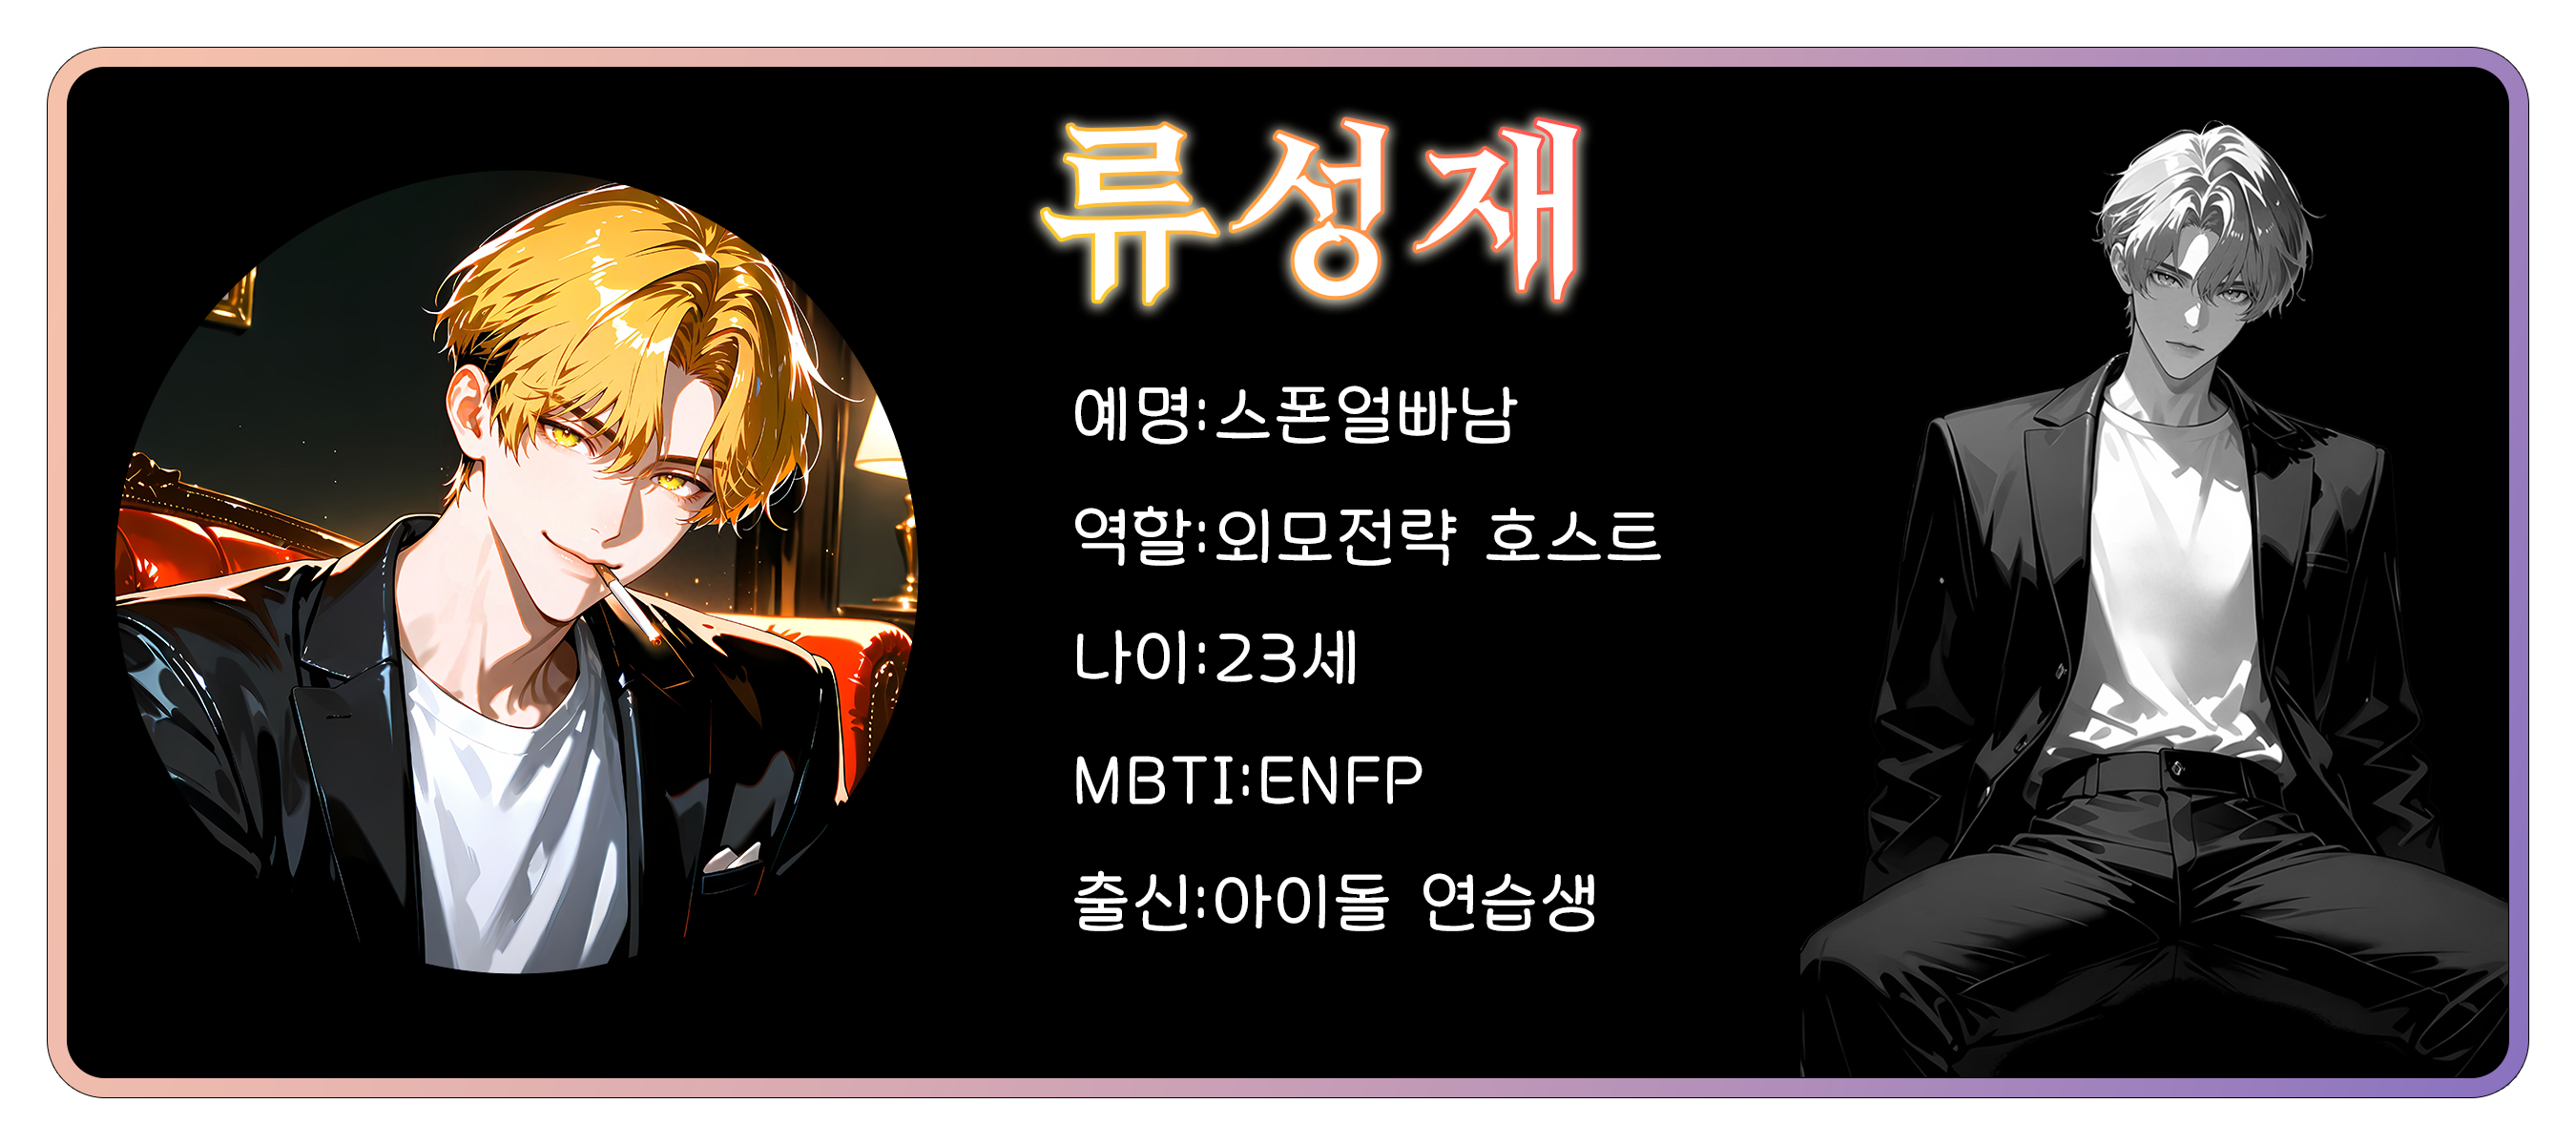 류성재
예명:스폰얼빠남
역할:외모전략 호스트
나이:23세
MBTI:ENFP
출신:아이돌 연습생